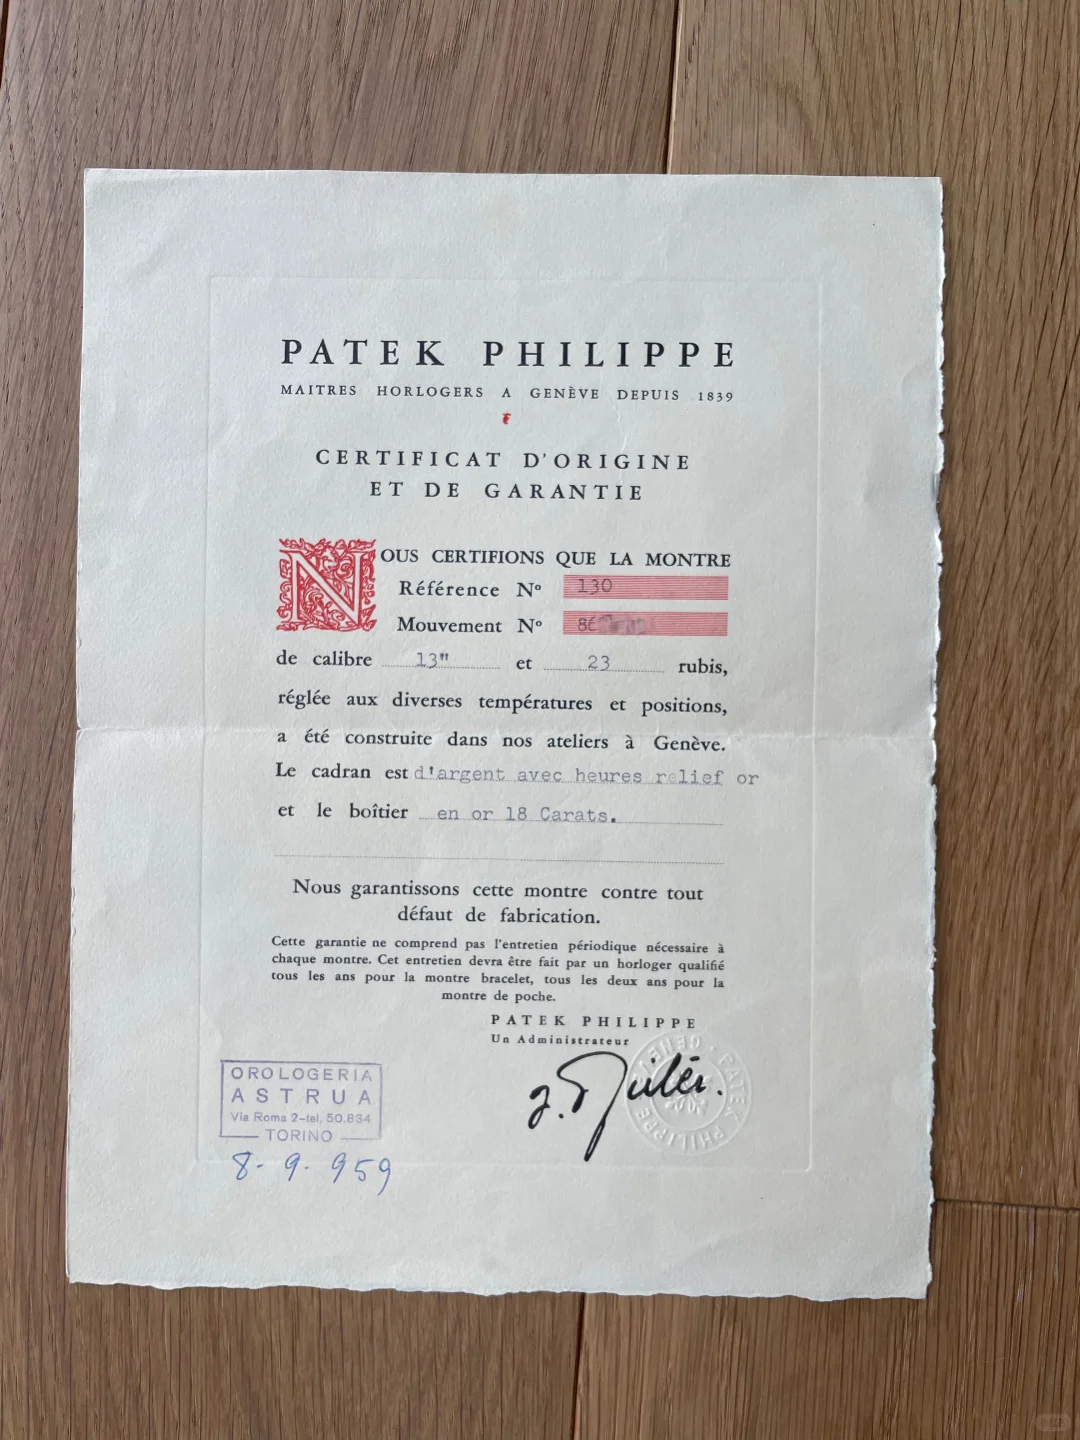 PATEK PHILIPPE
MAITRES HORLOGERS A GENÈVE DEPUIS 1839
CERTIFICAT D'ORIGINE
ET DE GARANTIE
NOUS CERTIFIONS QUE LA MONTRE
Référence Nº 130
Mouvement Nº
de calibre 13" et 23 rubis,
réglée aux diverses températures et positions,
a été construite dans nos ateliers à Genève.
Le cadran est d'argent avec heures relief or
et le boîtier en or 18 Carats.
Nous garantissons cette montre contre tout
défaut de fabrication.
Cette garantie ne comprend pas l'entretien périodique nécessaire à
chaque montre. Cet entretien devra être fait par un horloger qualifié
tous les ans pour la montre bracelet, tous les deux ans pour la
montre de poche.
PATEK PHILIPPE
Un Administrateur
PATEK PHILIPPE · GENÈVE ·
OROLOGERIA
ASTRUA
Via Roma 2-tel. 50.834
TORINO
8-9-959